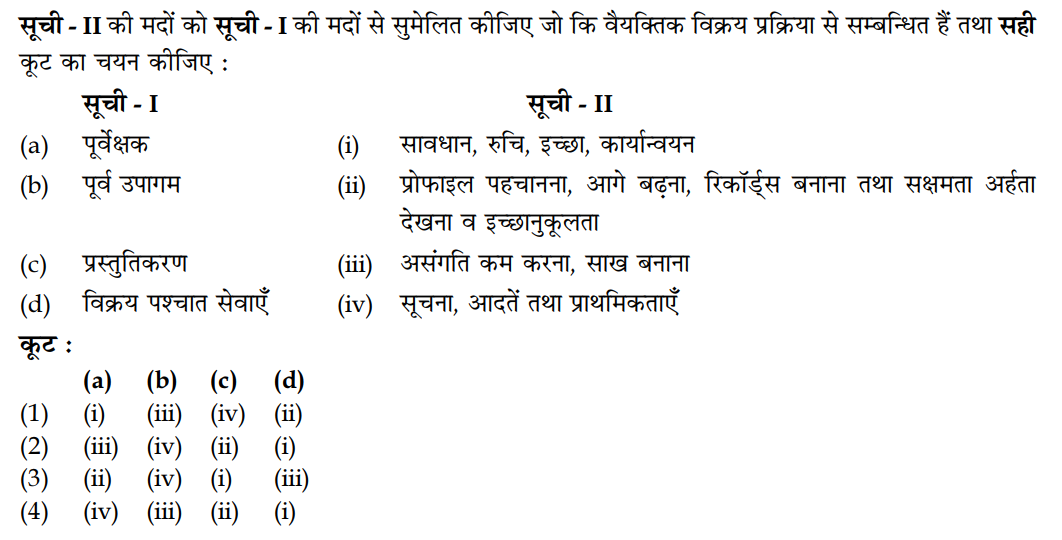 सूची - II की मदों को सूची - I की मदों से सुमेलित कीजिए जो कि वैयक्तिक विक्रय प्रक्रिया से सम्बन्धित हैं तथा सही
कूट का चयन कीजिए :
सूची - I सूची - II
(a) पूर्वेक्षक (i) सावधान, रुचि, इच्छा, कार्यान्वयन
(b) पूर्व उपागम (ii) प्रोफाइल पहचानना, आगे बढ़ना, रिकॉर्ड्स बनाना तथा सक्षमता अर्हता
देखना व इच्छानुकूलता
(c) प्रस्तुतिकरण (iii) असंगति कम करना, साख बनाना
(d) विक्रय पश्चात सेवाएँ (iv) सूचना, आदतें तथा प्राथमिकताएँ
कूट :
(a) (b) (c) (d)
(1) (i) (iii) (iv) (ii)
(2) (iii) (iv) (ii) (i)
(3) (ii) (iv) (i) (iii)
(4) (iv) (iii) (ii) (i)